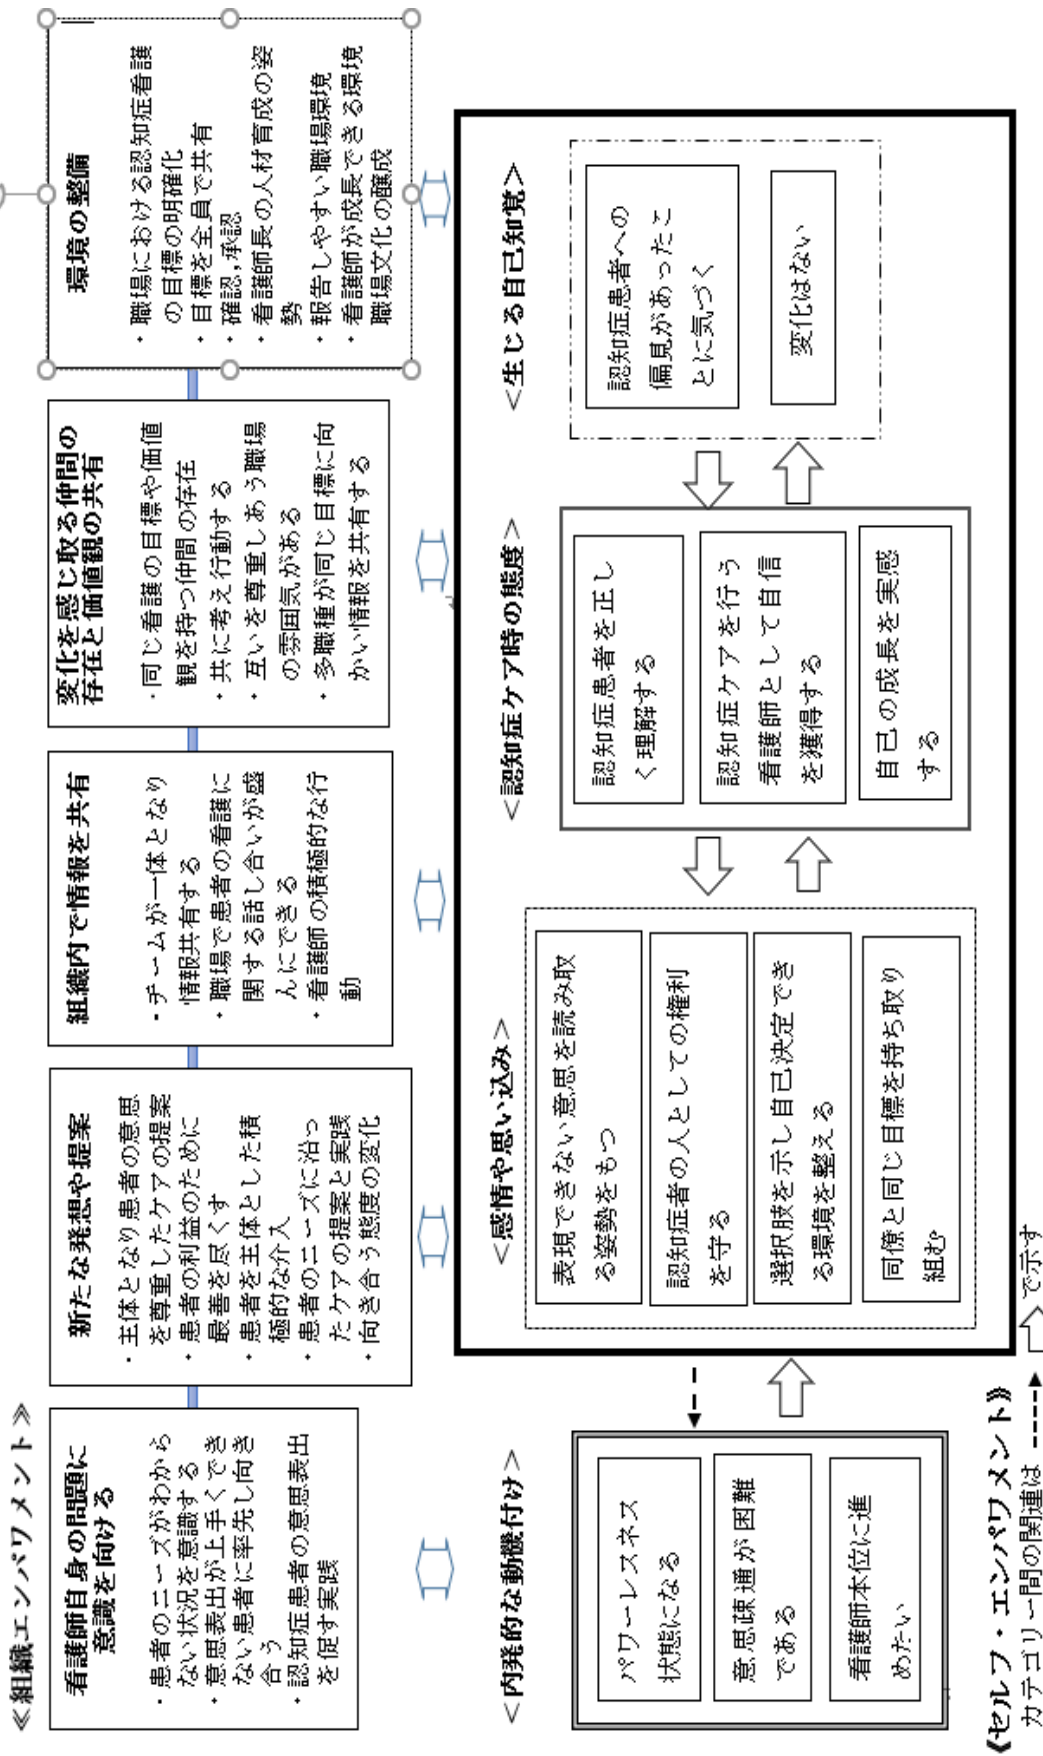 ≪組織エンパワメント≫
看護師自身の問題に
意識を向ける
・患者のニーズがわから
ない状況を意識する
・意思表出が上手くでき
ない患者に率先し向き
合う
・認知症患者の意思表出
を促す実践
新たな発想や提案
・主体となり患者の意思
を尊重したケアの提案
・患者の利益のために
最善を尽くす
・患者を主体とした積
極的な介入
・患者のニーズに沿っ
たケアの提案と実践
・向き合う態度の変化
組織内で情報を共有
・チームが一体となり
情報共有する
・職場で患者の看護に
関する話し合いが盛
んにできる
・看護師の積極的な行
動
変化を感じ取る仲間の
存在と価値観の共有
・同じ看護の目標や価値
観を持つ仲間の存在
・共に考え行動する
・互いを尊重しあう職場
の雰囲気がある
・多職種が同じ目標に向
かい情報を共有する
環境の整備
・職場における認知症看護
の目標の明確化
・目標を全員で共有
・確認,承認
・看護師長の人材育成の姿
勢
・報告しやすい職場環境
・看護師が成長できる環境
職場文化の醸成
＜内発的な動機付け＞
パワーレスネス
状態になる
意思疎通が困難
である
看護師本位に進
めたい
＜感情や思い込み＞
表現できない意思を読み取
る姿勢をもつ
認知症者の人としての権利
を守る
選択肢を示し自己決定でき
る環境を整える
同僚と同じ目標を持ち取り
組む
＜認知症ケア時の態度＞
認知症患者を正し
く理解する
認知症ケアを行う
看護師として自信
を獲得する
自己の成長を実感
する
＜生じる自己知覚＞
認知症患者への
偏見があったこ
とに気づく
変化はない
≪セルフ・エンパワメント≫
カテゴリー間の関連は で示す